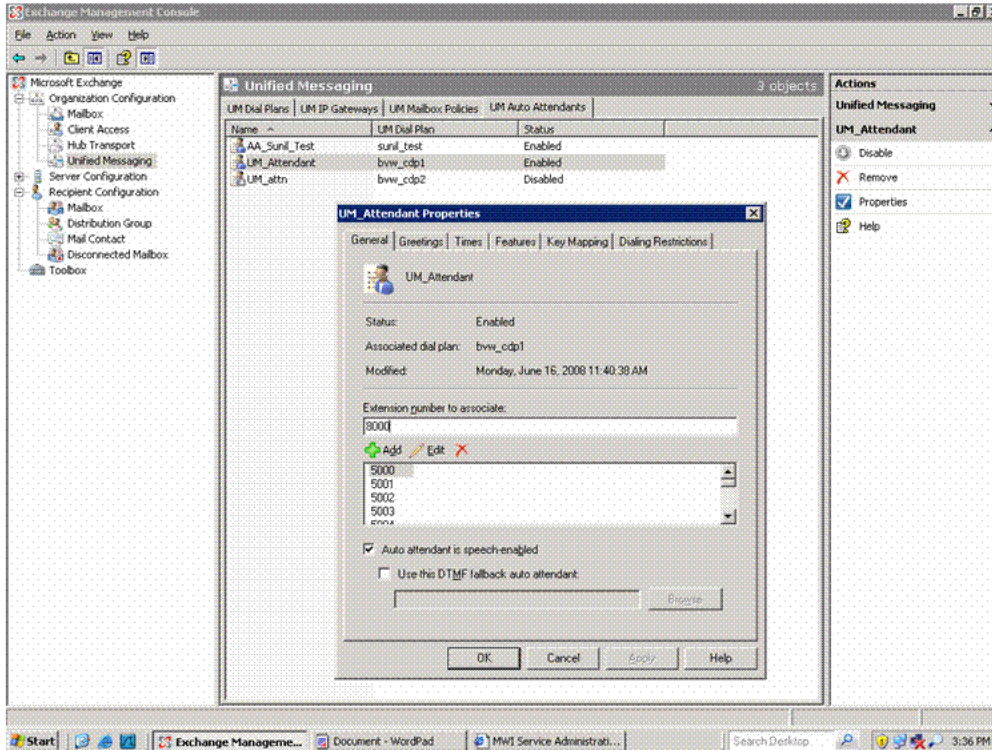 Exchange Management Console
File Action View Help
Microsoft Exchange
Organization Configuration
Mailbox
Client Access
Hub Transport
Unified Messaging
Server Configuration
Recipient Configuration
Mailbox
Distribution Group
Mail Contact
Disconnected Mailbox
Toolbox
Unified Messaging 3 objects
UM Dial Plans UM IP Gateways UM Mailbox Policies UM Auto Attendants
Name UM Dial Plan Status
AA_Sunil_Test sunil_test Enabled
UM_Attendant bvw_cdp1 Enabled
UM_attn bvw_cdp2 Disabled
UM_Attendant Properties
General Greetings Times Features Key Mapping Dialing Restrictions
UM_Attendant
Status: Enabled
Associated dial plan: bvw_cdp1
Modified: Monday, June 16, 2008 11:40:38 AM
Extension number to associate:
8000
Add Edit
5000
5001
5002
5003
5004
Auto attendant is speech-enabled
Use this DTMF fallback auto attendant:
Browse
OK Cancel Apply Help
Actions
Unified Messaging
UM_Attendant
Disable
Remove
Properties
Help
Start Exchange Manageme... Document - WordPad MWI Service Administrati... Search Desktop 3:36 PM